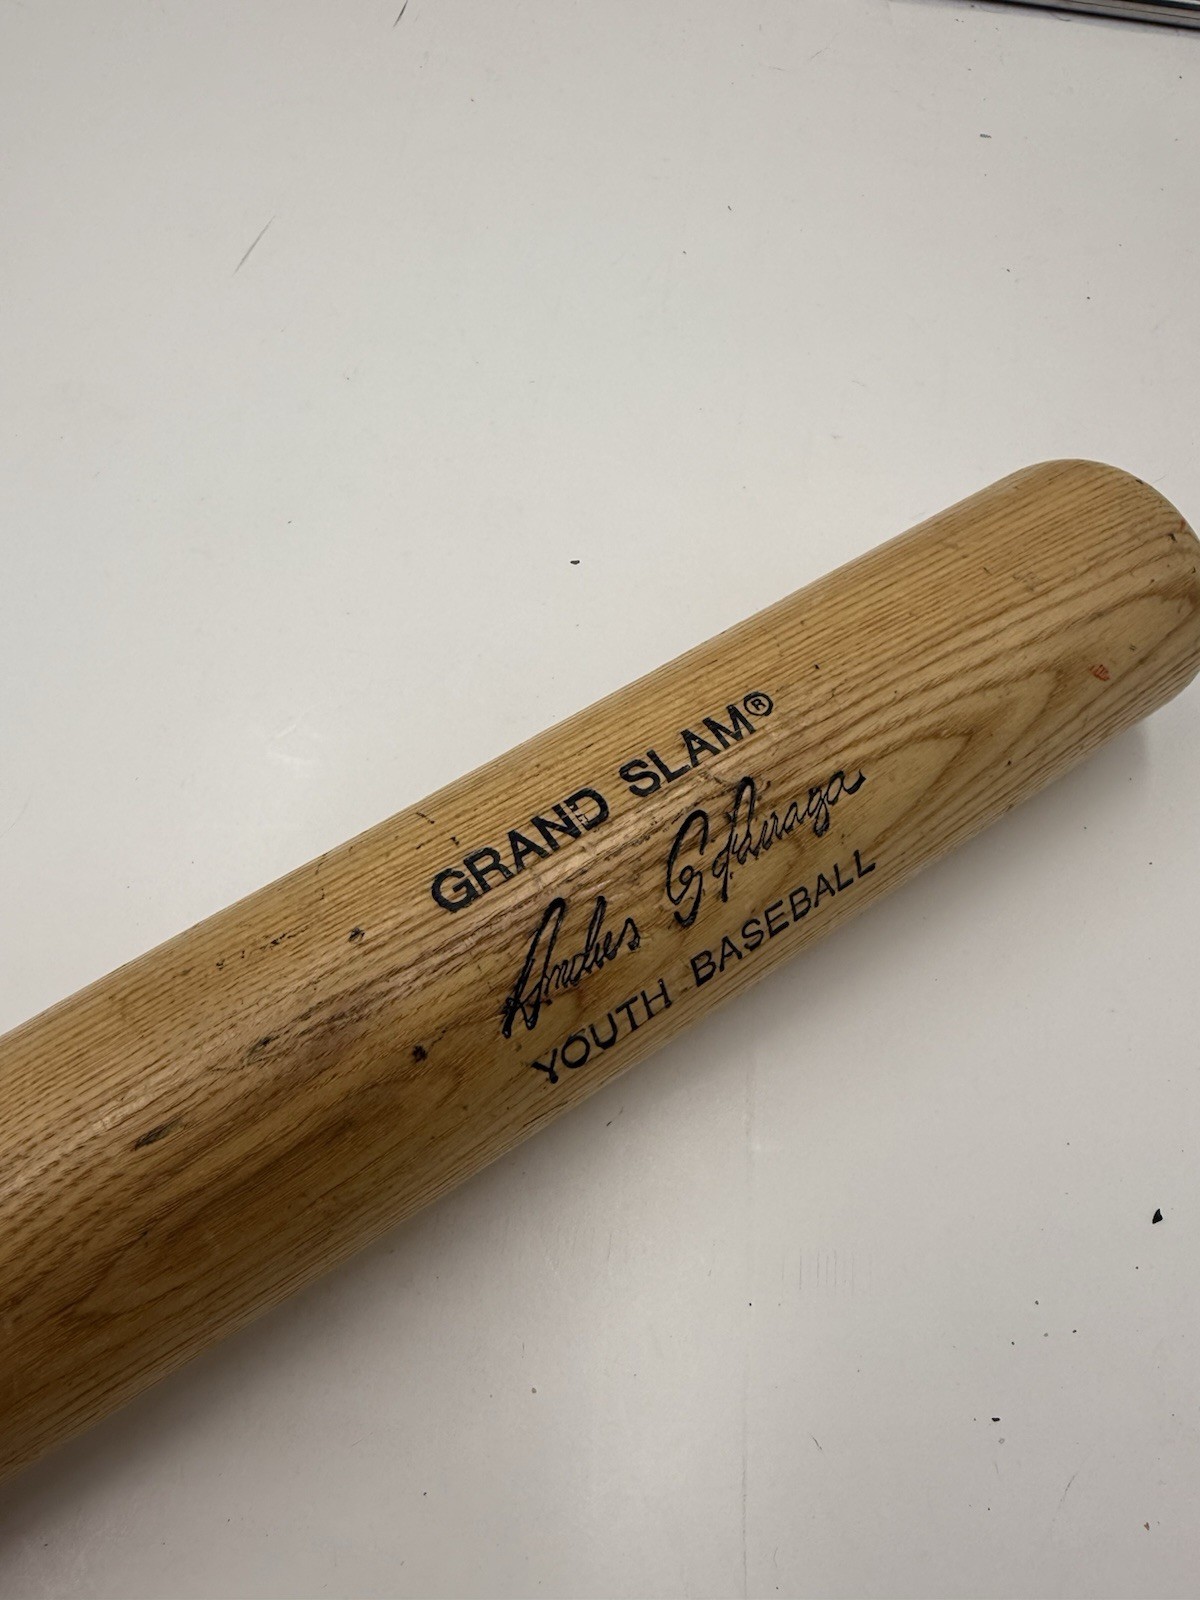 GRAND SLAM®
Andres Galarraga
YOUTH BASEBALL